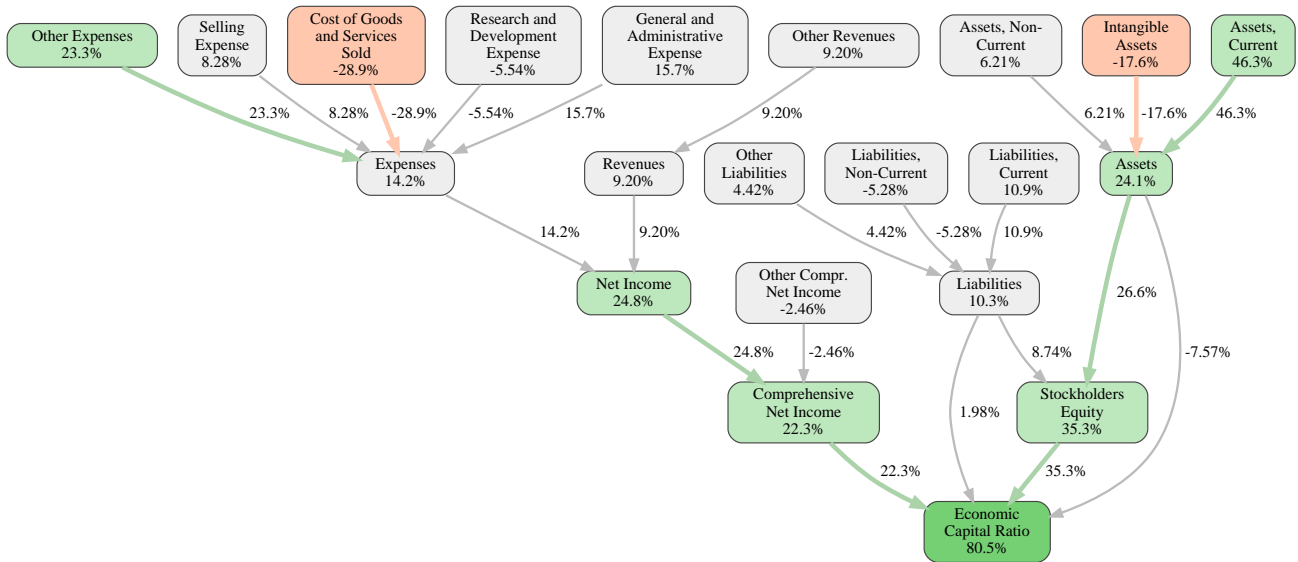 Other Expenses
23.3%
Selling
Expense
8.28%
Cost of Goods
and Services
Sold
-28.9%
Research and
Development
Expense
-5.54%
General and
Administrative
Expense
15.7%
Other Revenues
9.20%
Assets, Non-
Current
6.21%
Intangible
Assets
-17.6%
Assets,
Current
46.3%
23.3%
8.28%
-28.9%
-5.54%
15.7%
9.20%
6.21%
-17.6%
46.3%
Expenses
14.2%
Revenues
9.20%
Other
Liabilities
4.42%
Liabilities,
Non-Current
-5.28%
Liabilities,
Current
10.9%
Assets
24.1%
14.2%
9.20%
4.42%
-5.28%
10.9%
Net Income
24.8%
Other Compr.
Net Income
-2.46%
Liabilities
10.3%
26.6%
24.8%
-2.46%
8.74%
-7.57%
Comprehensive
Net Income
22.3%
1.98%
Stockholders
Equity
35.3%
22.3%
35.3%
Economic
Capital Ratio
80.5%